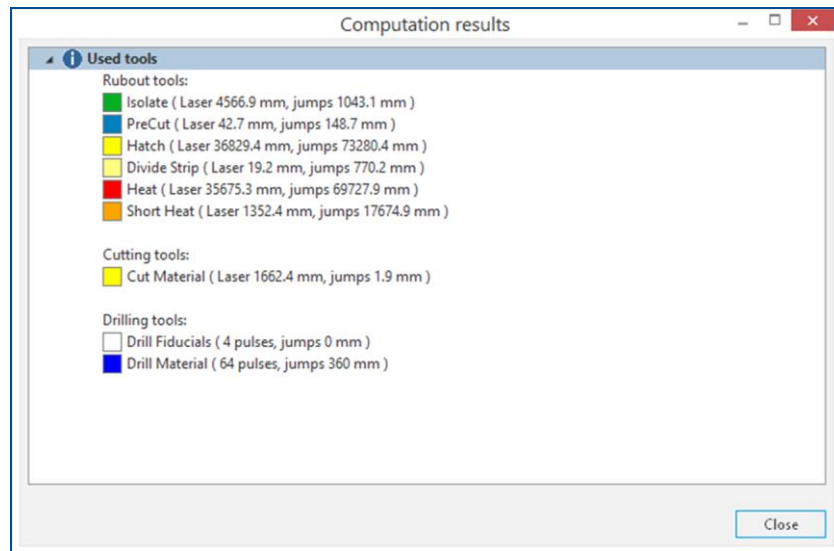 Computation results
Used tools
Rubout tools:
Isolate ( Laser 4566.9 mm, jumps 1043.1 mm )
PreCut ( Laser 42.7 mm, jumps 148.7 mm )
Hatch ( Laser 36829.4 mm, jumps 73280.4 mm )
Divide Strip ( Laser 19.2 mm, jumps 770.2 mm )
Heat ( Laser 35675.3 mm, jumps 69727.9 mm )
Short Heat ( Laser 1352.4 mm, jumps 17674.9 mm )
Cutting tools:
Cut Material ( Laser 1662.4 mm, jumps 1.9 mm )
Drilling tools:
Drill Fiducials ( 4 pulses, jumps 0 mm )
Drill Material ( 64 pulses, jumps 360 mm )
Close